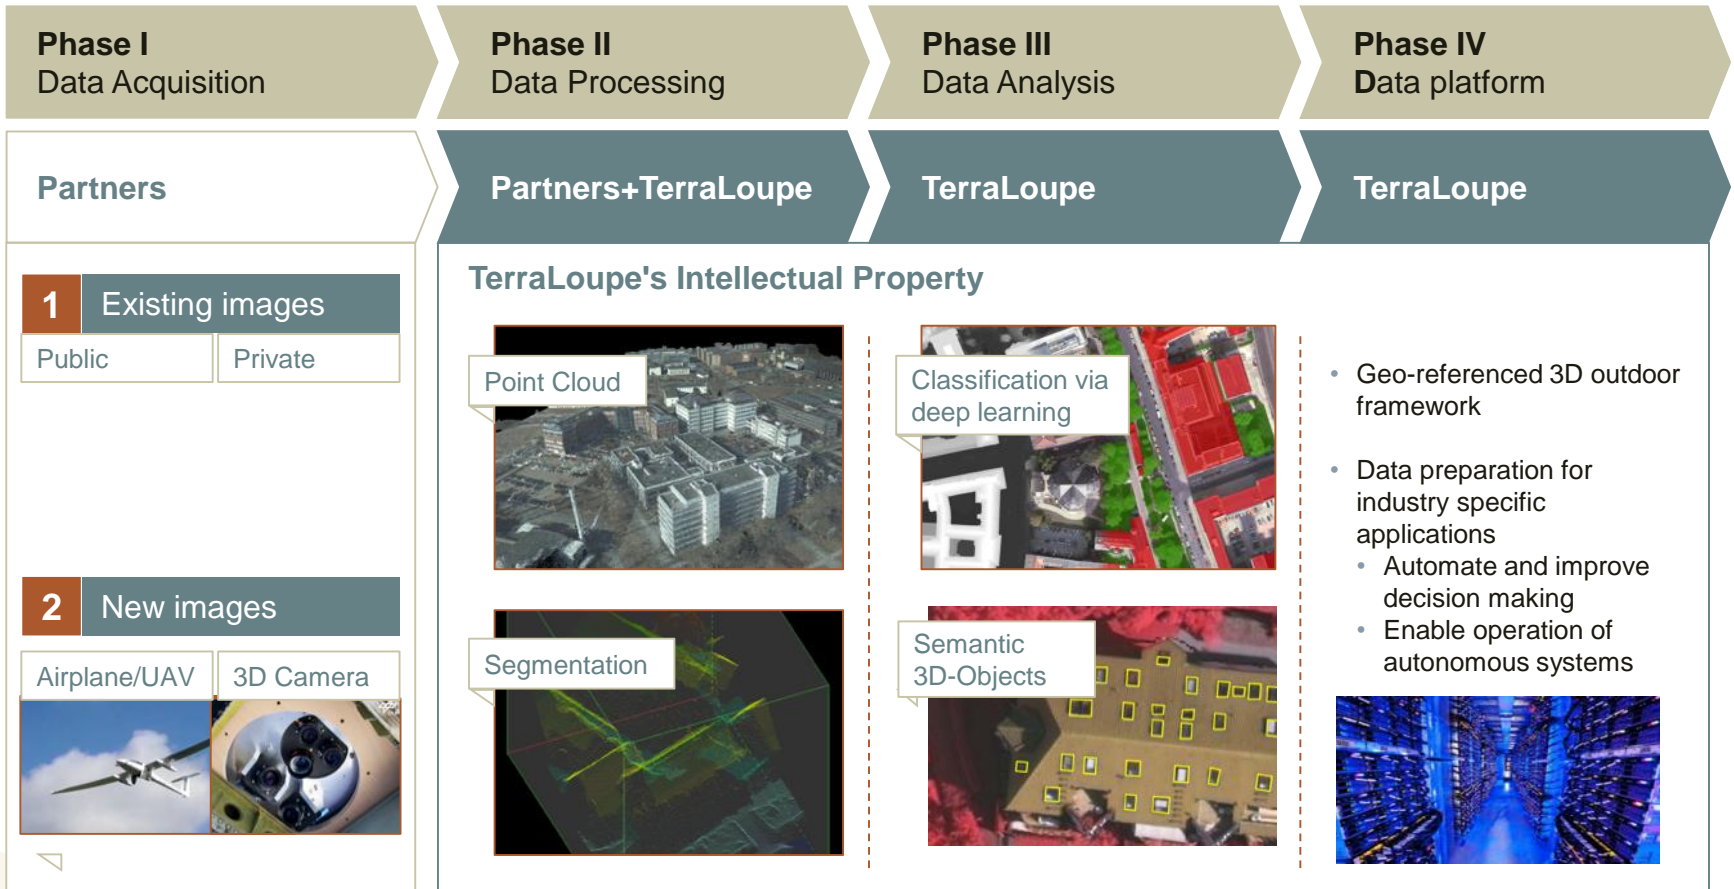 Phase I
Data Acquisition
Phase II
Data Processing
Phase III
Data Analysis
Phase IV
Data platform
Partners
Partners+TerraLoupe
TerraLoupe
TerraLoupe
1
Existing images
Public
Private
2
New images
Airplane/UAV
3D Camera
TerraLoupe's Intellectual Property
Point Cloud
Segmentation
Classification via
deep learning
Semantic
3D-Objects
• Geo-referenced 3D outdoor
framework
• Data preparation for
industry specific
applications
• Automate and improve
decision making
• Enable operation of
autonomous systems